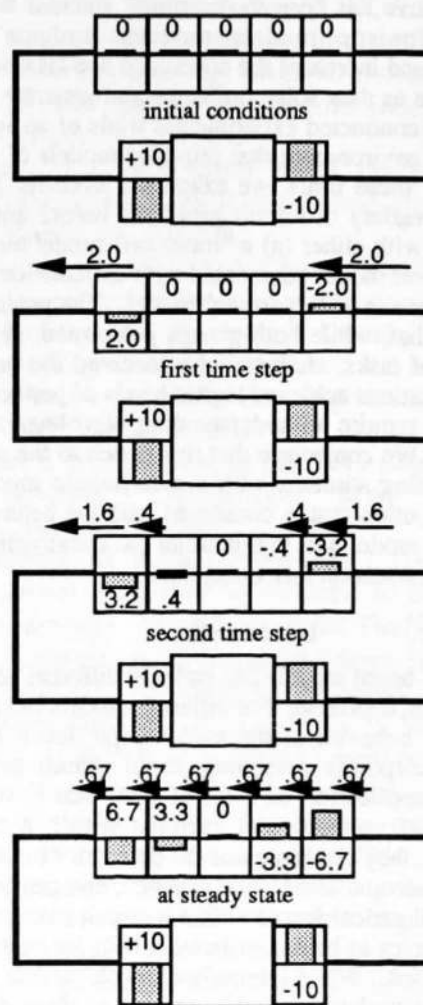 0 0 0 0 0
initial conditions
+10
-10
2.0 2.0
0 0 0 -2.0
2.0
first time step
+10
-10
1.6 .4 .4 1.6
0 -.4 -3.2
3.2 .4
second time step
+10
-10
.67 .67 .67 .67 .67 .67
6.7 3.3 0
-3.3 -6.7
at steady state
+10
-10